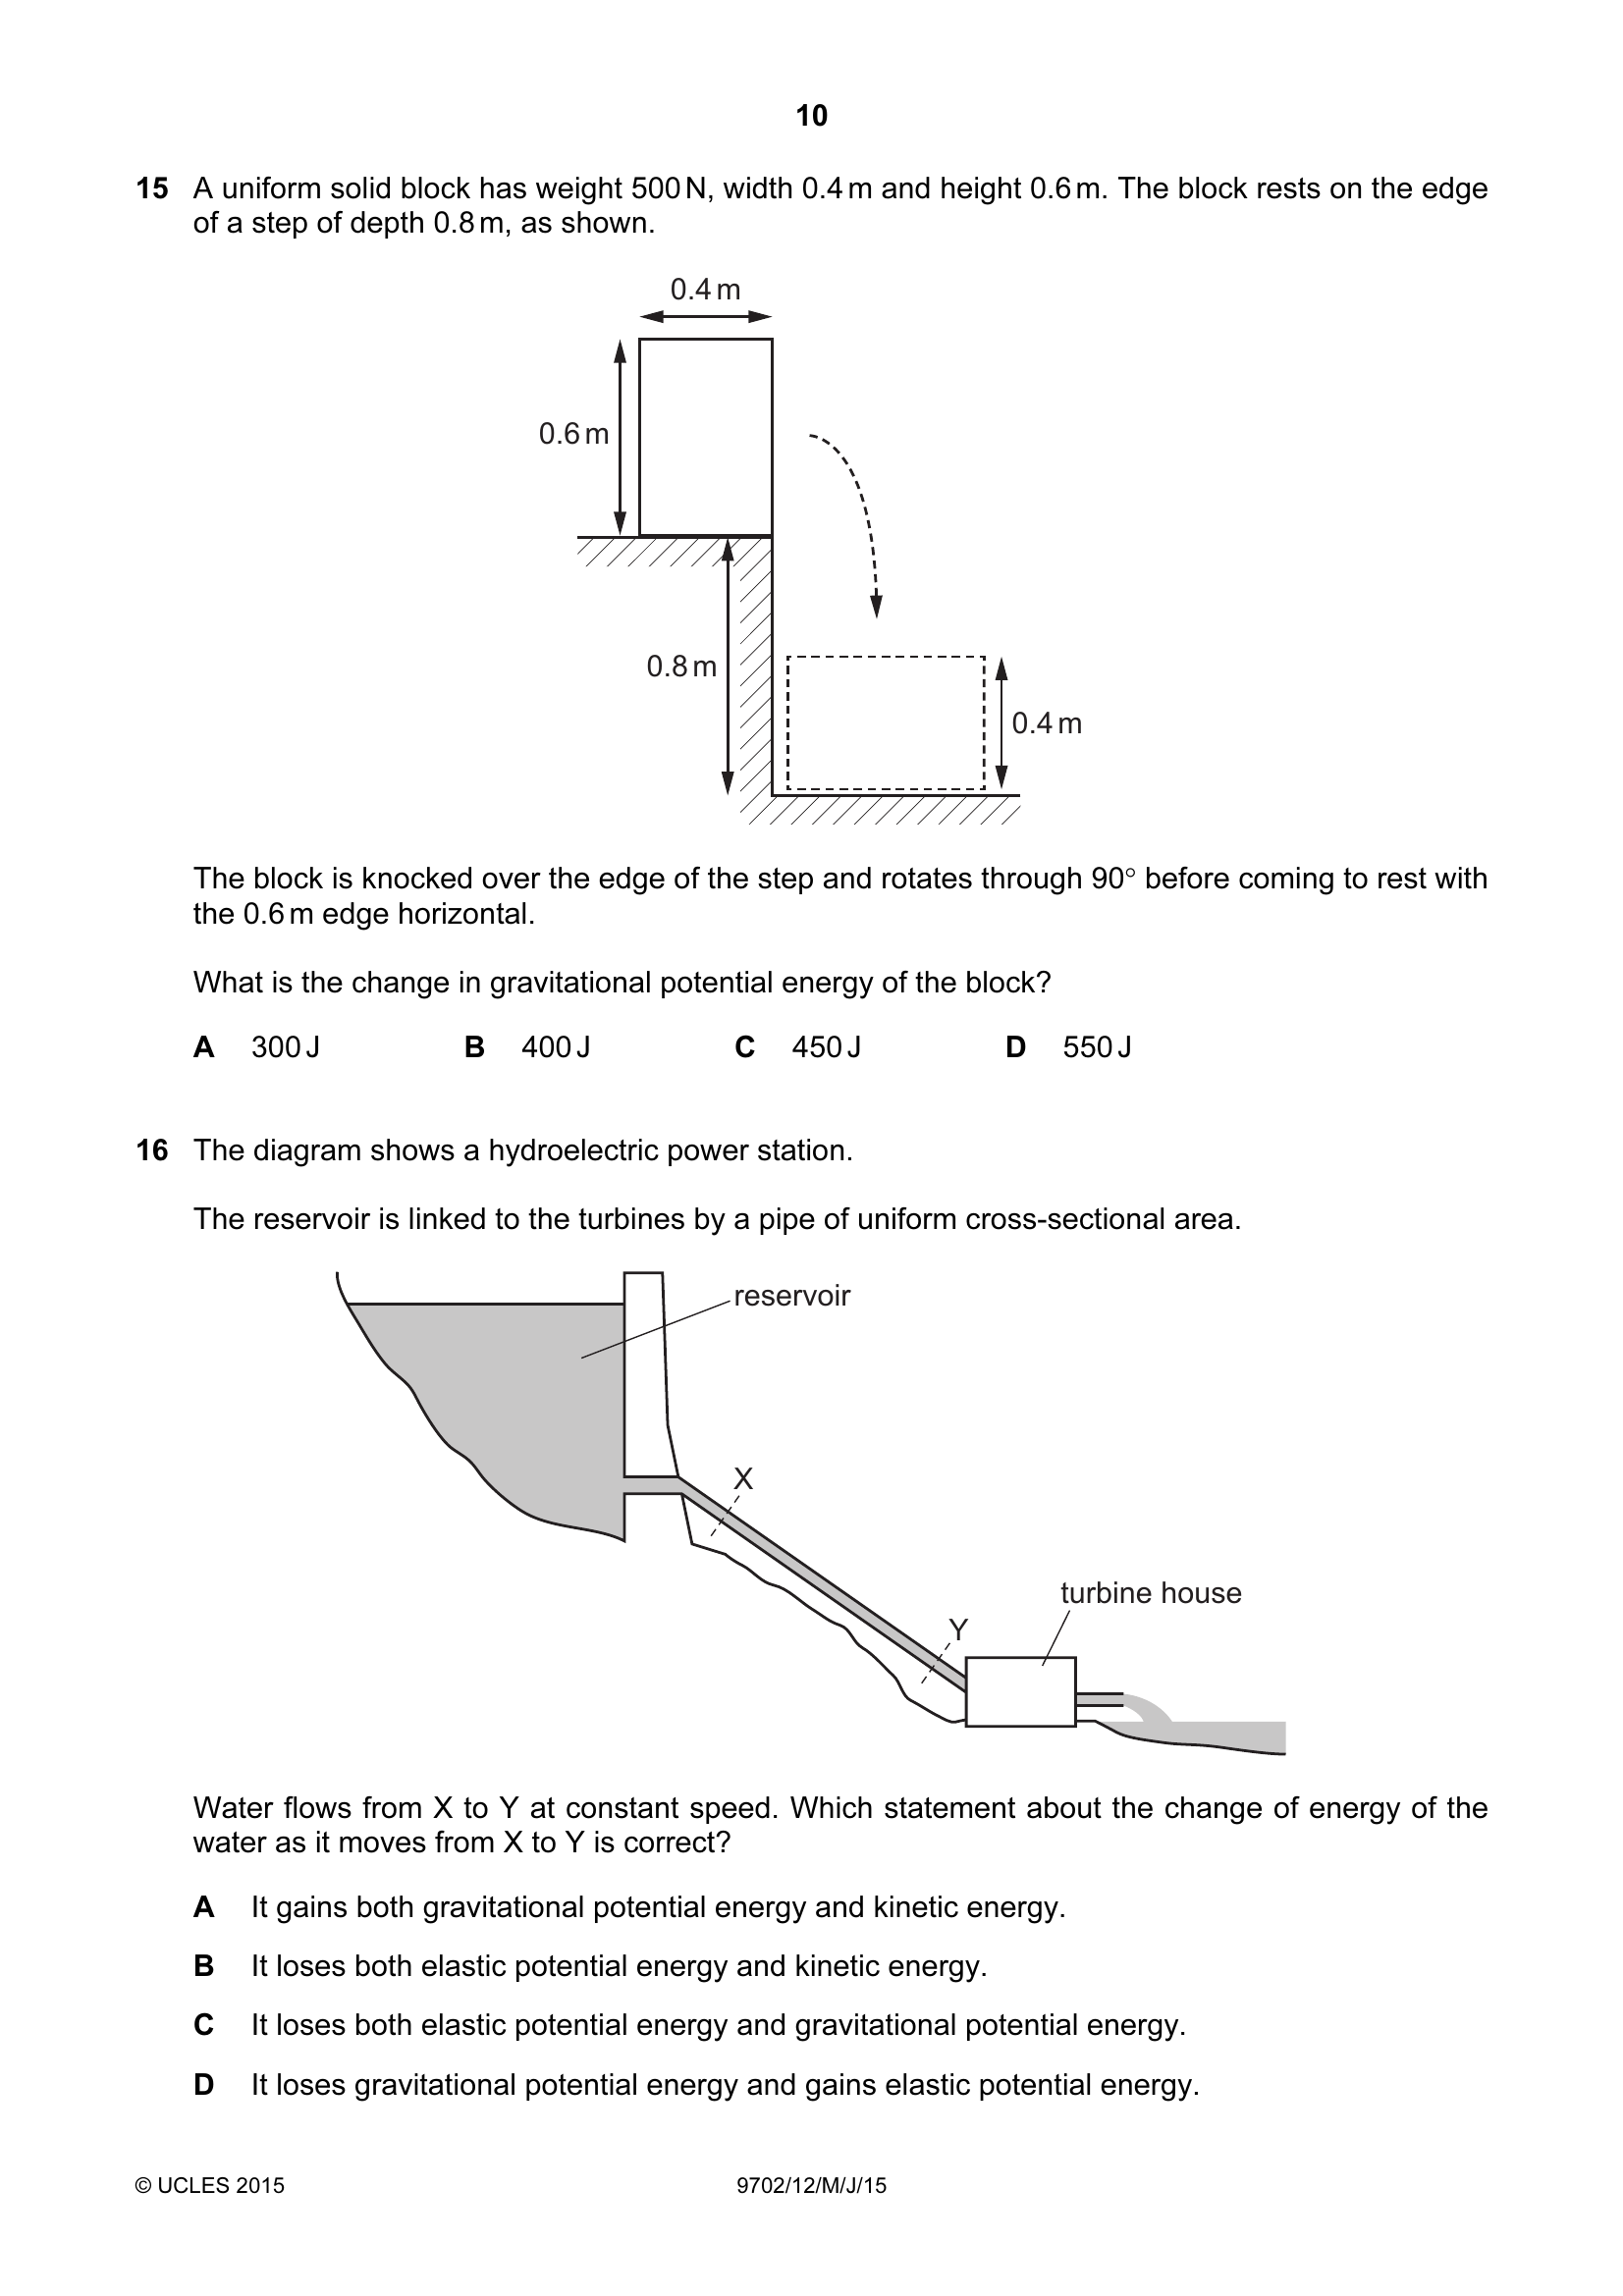 10
15 A uniform solid block has weight 500 N, width 0.4 m and height 0.6 m. The block rests on the edge
of a step of depth 0.8 m, as shown.
0.4 m
0.6 m
0.8 m
0.4 m
The block is knocked over the edge of the step and rotates through 90° before coming to rest with
the 0.6 m edge horizontal.
What is the change in gravitational potential energy of the block?
A 300 J B 400 J C 450 J D 550 J
16 The diagram shows a hydroelectric power station.
The reservoir is linked to the turbines by a pipe of uniform cross-sectional area.
reservoir
X
turbine house
Y
Water flows from X to Y at constant speed. Which statement about the change of energy of the
water as it moves from X to Y is correct?
A It gains both gravitational potential energy and kinetic energy.
B It loses both elastic potential energy and kinetic energy.
C It loses both elastic potential energy and gravitational potential energy.
D It loses gravitational potential energy and gains elastic potential energy.
© UCLES 2015 9702/12/M/J/15